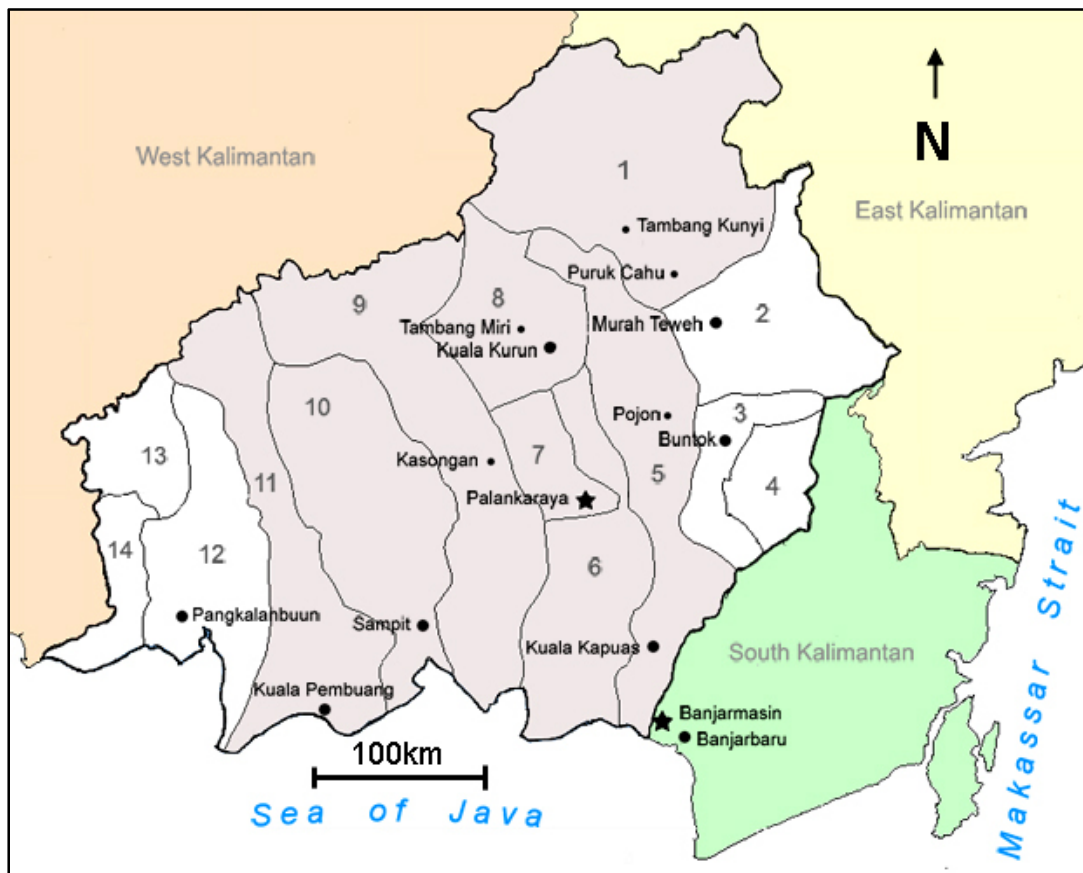 West Kalimantan
N
1
East Kalimantan
Tambang Kunyi
Puruk Cahu
9
8
2
Tambang Miri
Murah Teweh
Kuala Kurun
10
Pojon
3
Buntok
13
Kasongan
7
5
4
11
Palankaraya
14
12
6
Pangkalanbuun
Sampit
Kuala Kapuas
South Kalimantan
Kuala Pembuang
Banjarmasin
Banjarbaru
100km
Sea of Java
Makassar Strait